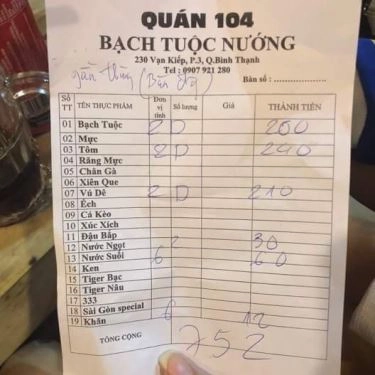 QUÁN 104
BẠCH TUỘC NƯỚNG
230 Vạn Kiếp, P.3, Q.Bình Thạnh
Tel : 0907 921 280
gần thùng (Bàn Bàn số : ..................
Số TT TÊN THỰC PHẨM Đơn vị tính Số lượng Giá THÀNH TIỀN
01 Bạch Tuộc 2D 200
02 Mực
03 Tôm 2D 240
04 Răng Mực
05 Chân Gà
06 Xiên Que
07 Vú Dê 2D 210
08 Ếch
09 Cá Kèo
10 Xúc Xích
11 Đậu Bắp
12 Nước Ngọt 2 30
13 Nước Suối 6 60
14 Ken
15 Tiger Bạc
16 Tiger Nâu
17 333
18 Sài Gòn special
19 Khăn 6 12
TỔNG CỘNG 752